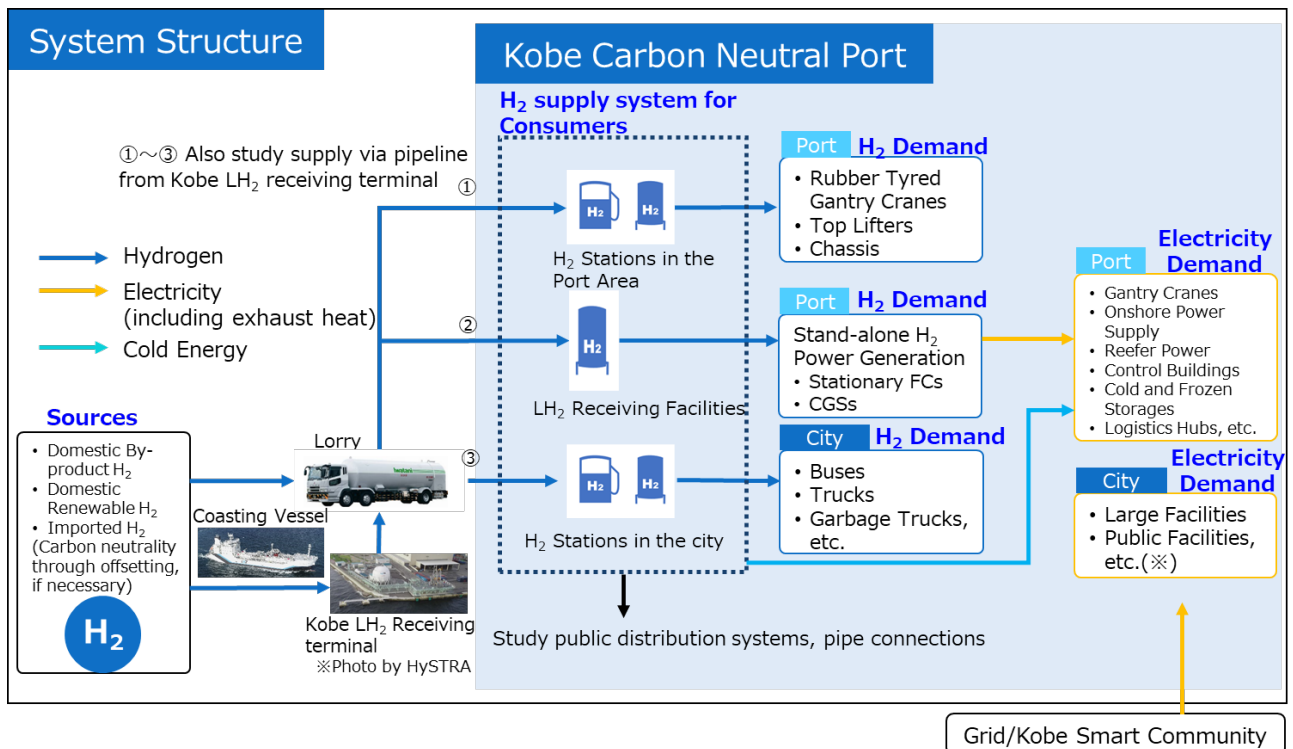 System Structure
Kobe Carbon Neutral Port
H₂ supply system for
Consumers
①～③ Also study supply via pipeline
from Kobe LH₂ receiving terminal
①
Hydrogen
Electricity
(including exhaust heat)
Cold Energy
②
③
Sources
• Domestic By-
product H₂
• Domestic
Renewable H₂
• Imported H₂
(Carbon neutrality
through offsetting,
if necessary)
H₂
Lorry
Iwatani
Coasting Vessel
Kobe LH₂ Receiving
terminal
※Photo by HySTRA
H₂
H₂
H₂ Stations in the
Port Area
H₂
LH₂ Receiving Facilities
H₂
H₂
H₂ Stations in the city
Study public distribution systems, pipe connections
Port H₂ Demand
• Rubber Tyred
Gantry Cranes
• Top Lifters
• Chassis
Port H₂ Demand
Stand-alone H₂
Power Generation
• Stationary FCs
• CGSs
City H₂ Demand
• Buses
• Trucks
• Garbage Trucks,
etc.
Electricity
Port Demand
• Gantry Cranes
• Onshore Power
Supply
• Reefer Power
• Control Buildings
• Cold and Frozen
Storages
• Logistics Hubs, etc.
Electricity
City Demand
• Large Facilities
• Public Facilities,
etc.(※)
Grid/Kobe Smart Community